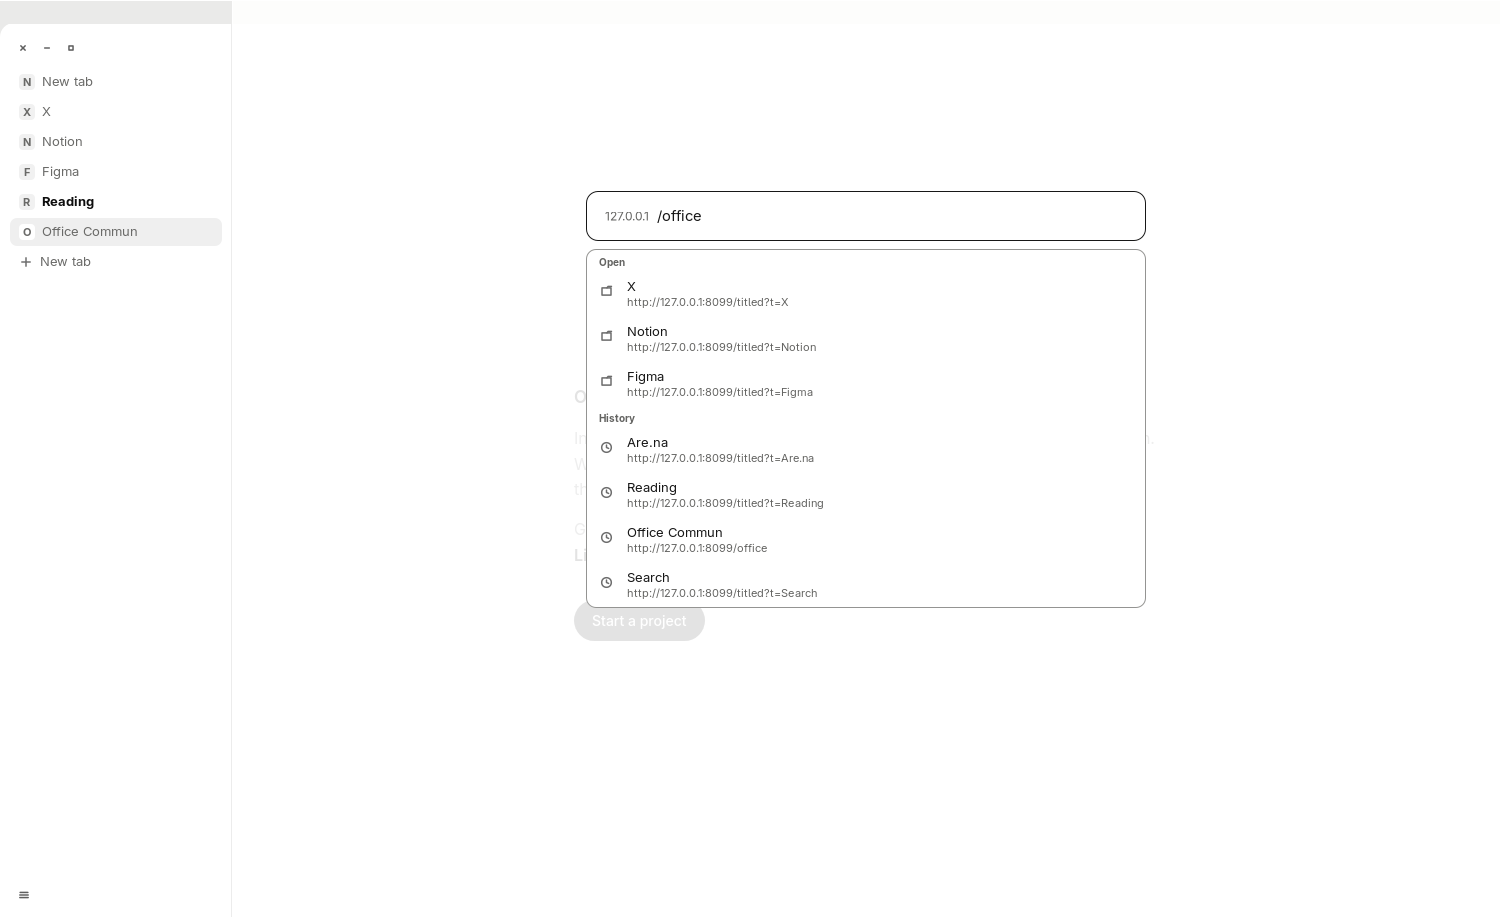 N New tab
X X
N Notion
F Figma
R Reading
O Office Commun
New tab
127.0.0.1 /office
Open
X
http://127.0.0.1:8099/titled?t=X
Notion
http://127.0.0.1:8099/titled?t=Notion
Figma
http://127.0.0.1:8099/titled?t=Figma
History
Are.na
http://127.0.0.1:8099/titled?t=Are.na
Reading
http://127.0.0.1:8099/titled?t=Reading
Office Commun
http://127.0.0.1:8099/office
Search
http://127.0.0.1:8099/titled?t=Search
Start a project